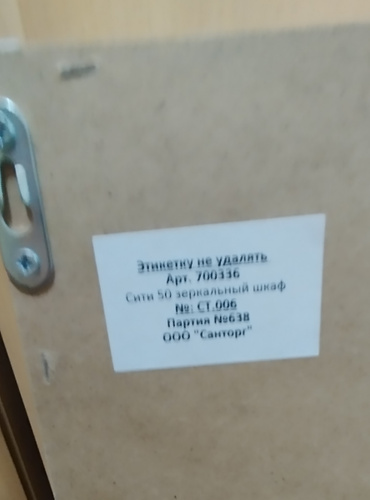 Этикетку не удалять
Арт. 700336
Сити 50 зеркальный шкаф
№: СТ.006
Партия №638
ООО "Санторг"